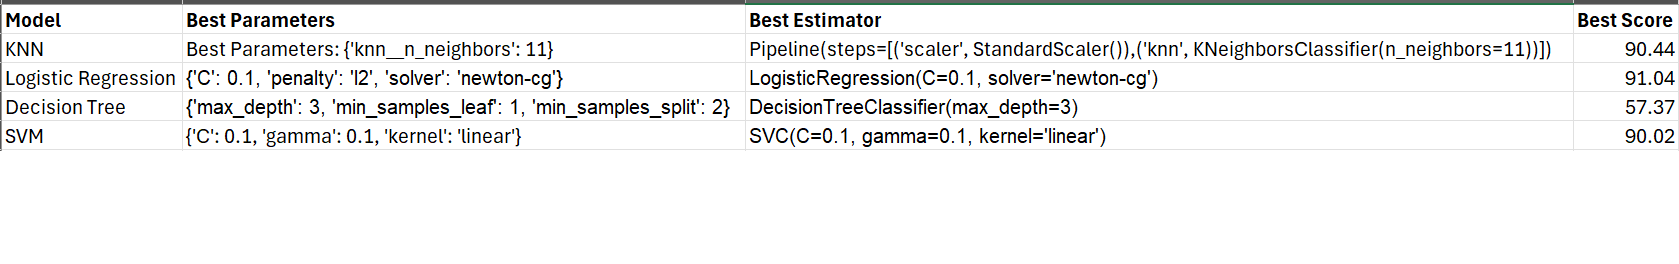 Model Best Parameters Best Estimator Best Score
KNN Best Parameters: {'knn__n_neighbors': 11} Pipeline(steps=[('scaler', StandardScaler()),('knn', KNeighborsClassifier(n_neighbors=11))]) 90.44
Logistic Regression {'C': 0.1, 'penalty': 'l2', 'solver': 'newton-cg'} LogisticRegression(C=0.1, solver='newton-cg') 91.04
Decision Tree {'max_depth': 3, 'min_samples_leaf': 1, 'min_samples_split': 2} DecisionTreeClassifier(max_depth=3) 57.37
SVM {'C': 0.1, 'gamma': 0.1, 'kernel': 'linear'} SVC(C=0.1, gamma=0.1, kernel='linear') 90.02